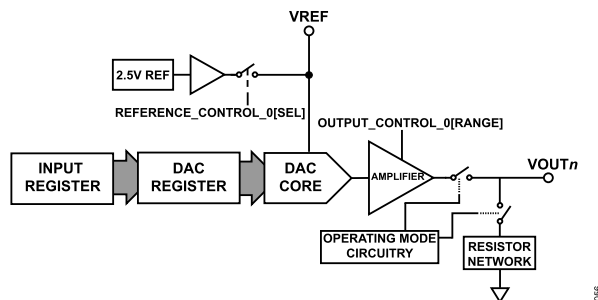 VREF
2.5V REF
REFERENCE_CONTROL_0[SEL]
OUTPUT_CONTROL_0[RANGE]
INPUT
REGISTER
DAC
REGISTER
DAC
CORE
AMPLIFIER
VOUTn
OPERATING MODE
CIRCUITRY
RESISTOR
NETWORK